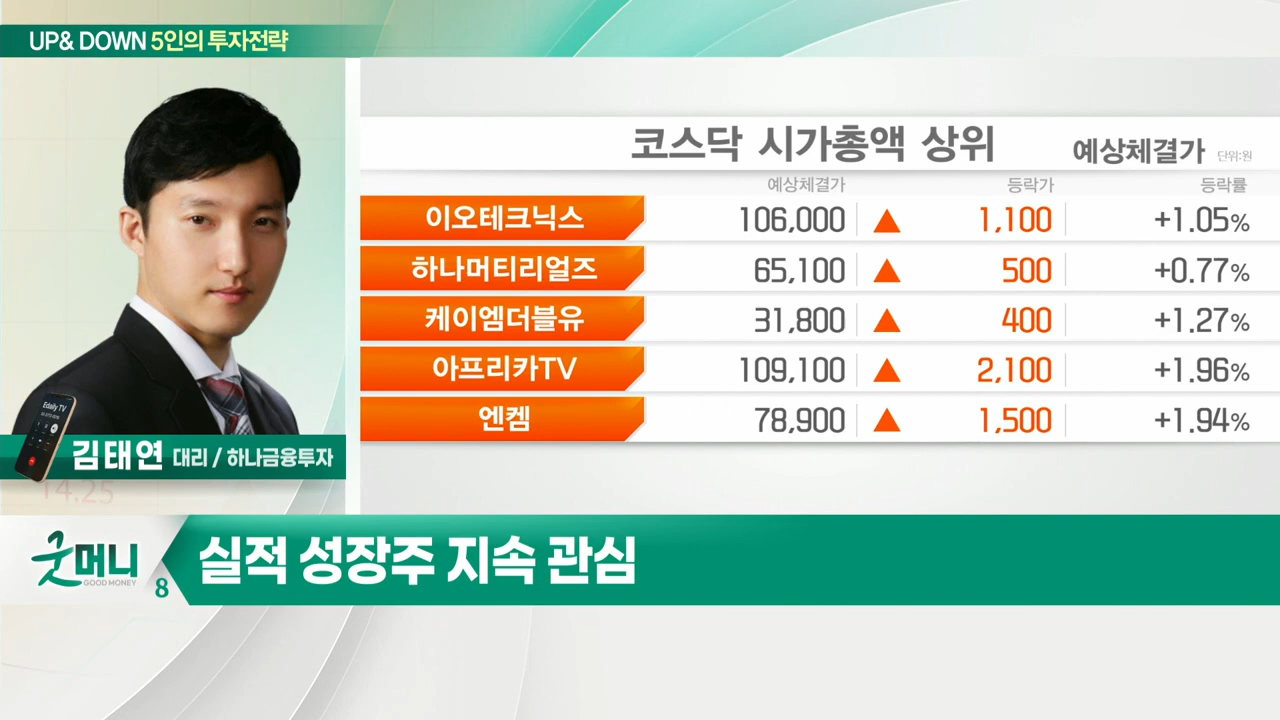 UP& DOWN 5인의 투자전략
코스닥 시가총액 상위 예상체결가 단위:원
예상체결가 등락가 등락률
이오테크닉스 106,000 ▲ 1,100 +1.05%
하나머티리얼즈 65,100 ▲ 500 +0.77%
케이엠더블유 31,800 ▲ 400 +1.27%
아프리카TV 109,100 ▲ 2,100 +1.96%
엔켐 78,900 ▲ 1,500 +1.94%
Edaily TV
김태연 대리 / 하나금융투자
14.25
굿머니
GOOD MONEY
8
실적 성장주 지속 관심